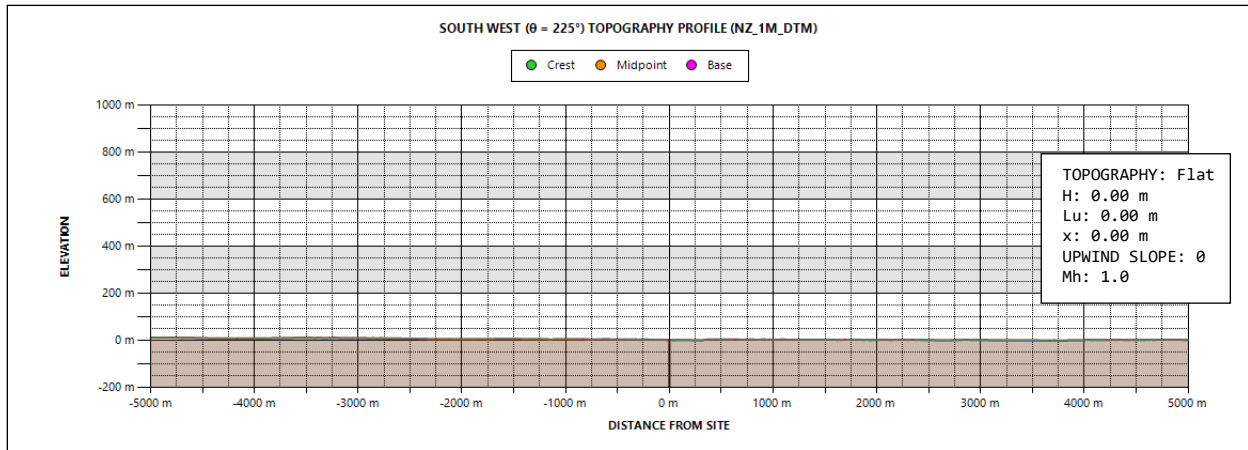 SOUTH WEST (θ = 225°) TOPOGRAPHY PROFILE (NZ_1M_DTM)
Crest Midpoint Base
1000 m
800 m
600 m
400 m
200 m
0 m
-200 m
ELEVATION
TOPOGRAPHY: Flat
H: 0.00 m
Lu: 0.00 m
x: 0.00 m
UPWIND SLOPE: 0
Mh: 1.0
-5000 m -4000 m -3000 m -2000 m -1000 m 0 m 1000 m 2000 m 3000 m 4000 m 5000 m
DISTANCE FROM SITE